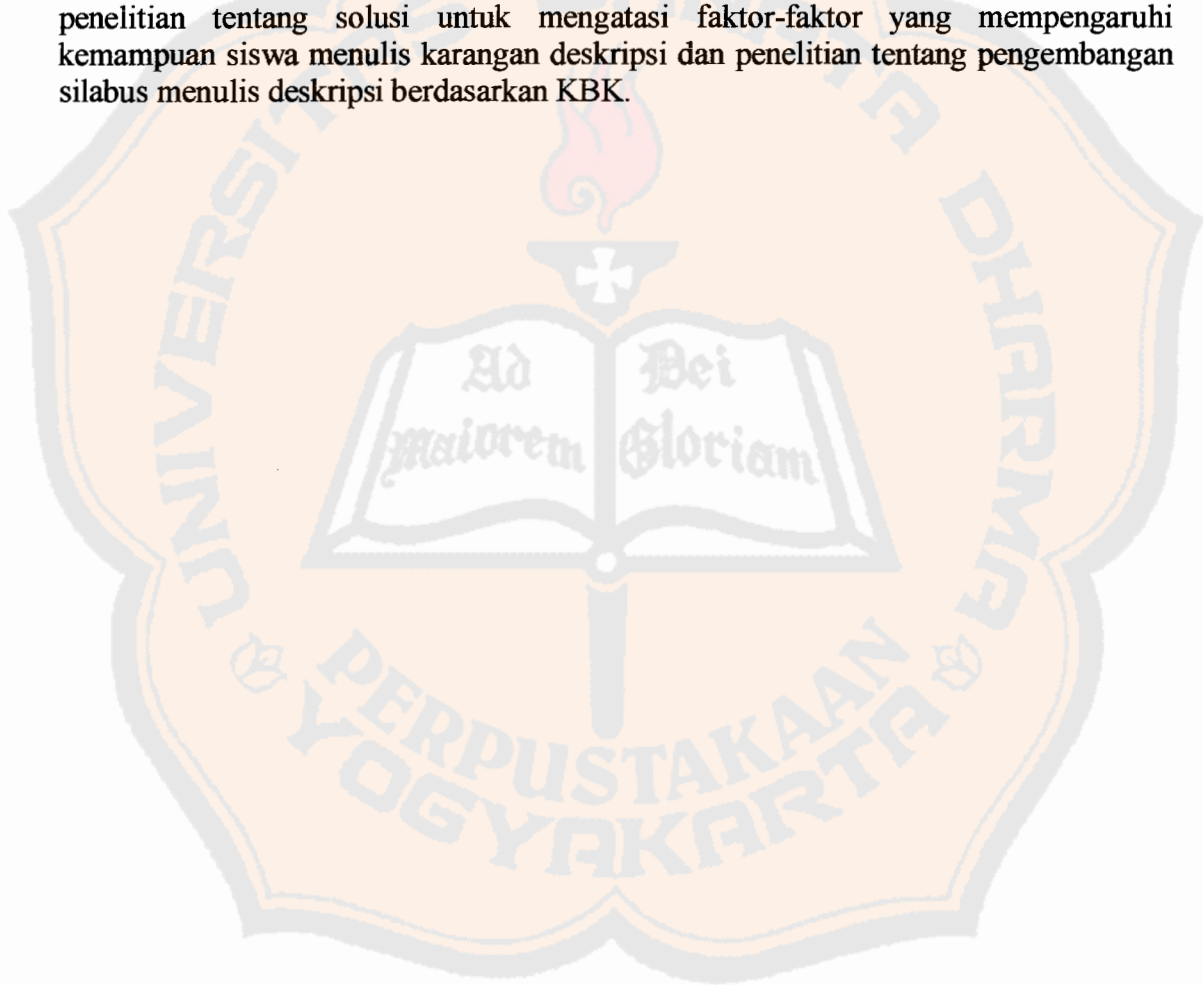 penelitian tentang solusi untuk mengatasi faktor-faktor yang mempengaruhi
kemampuan siswa menulis karangan deskripsi dan penelitian tentang pengembangan
silabus menulis deskripsi berdasarkan KBK.
UNIVERSITAS SANATA DHARMA
Ad Dei
Maiorem Gloriam
PERPUSTAKAAN
YOGYAKARTA